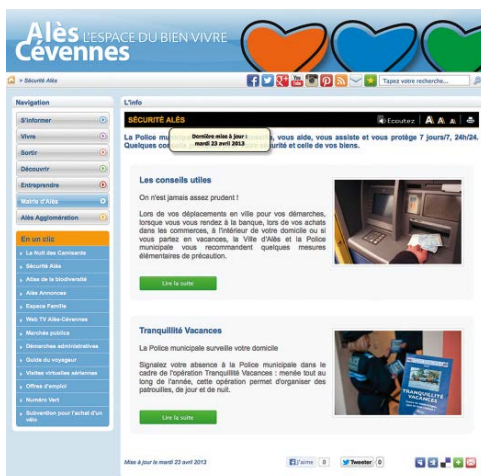 Alès
Cévennes
L'ESPACE DU BIEN VIVRE
> Sécurité Alès
Tapez votre recherche...
Navigation
S'informer
Vivre
Sortir
Découvrir
Entreprendre
Mairie d'Alès
Alès Agglomération
En un clic
La Nuit des Camisards
Sécurité Alès
Atlas de la biodiversité
Alès Annonces
Espace Famille
Web TV Alès-Cévennes
Marchés publics
Démarches administratives
Guide du voyageur
Visites virtuelles aériennes
Offres d'emploi
Numéro Vert
Subvention pour l'achat d'un
vélo
L'info
SÉCURITÉ ALÈS
Ecoutez
A A A
La Police vous aide, vous assiste et vous protège 7 jours/7, 24h/24.
Quelques et celle de vos biens.
Dernière mise à jour :
mardi 23 avril 2013
Les conseils utiles
On n'est jamais assez prudent !
Lors de vos déplacements en ville pour vos démarches,
lorsque vous vous rendez à la banque, lors de vos achats
dans les commerces, à l'intérieur de votre domicile ou si
vous partez en vacances, la Ville d'Alès et la Police
municipale vous recommandent quelques mesures
élémentaires de précaution.
Lire la suite
Tranquillité Vacances
La Police municipale surveille votre domicile
Signalez votre absence à la Police municipale dans le
cadre de l'opération Tranquillité Vacances : menée tout au
long de l'année, cette opération permet d'organiser des
patrouilles, de jour et de nuit.
Lire la suite
TRANQUILLITÉ
VACANCES
Mise à jour le mardi 23 avril 2013
J'aime 0
Tweeter 0